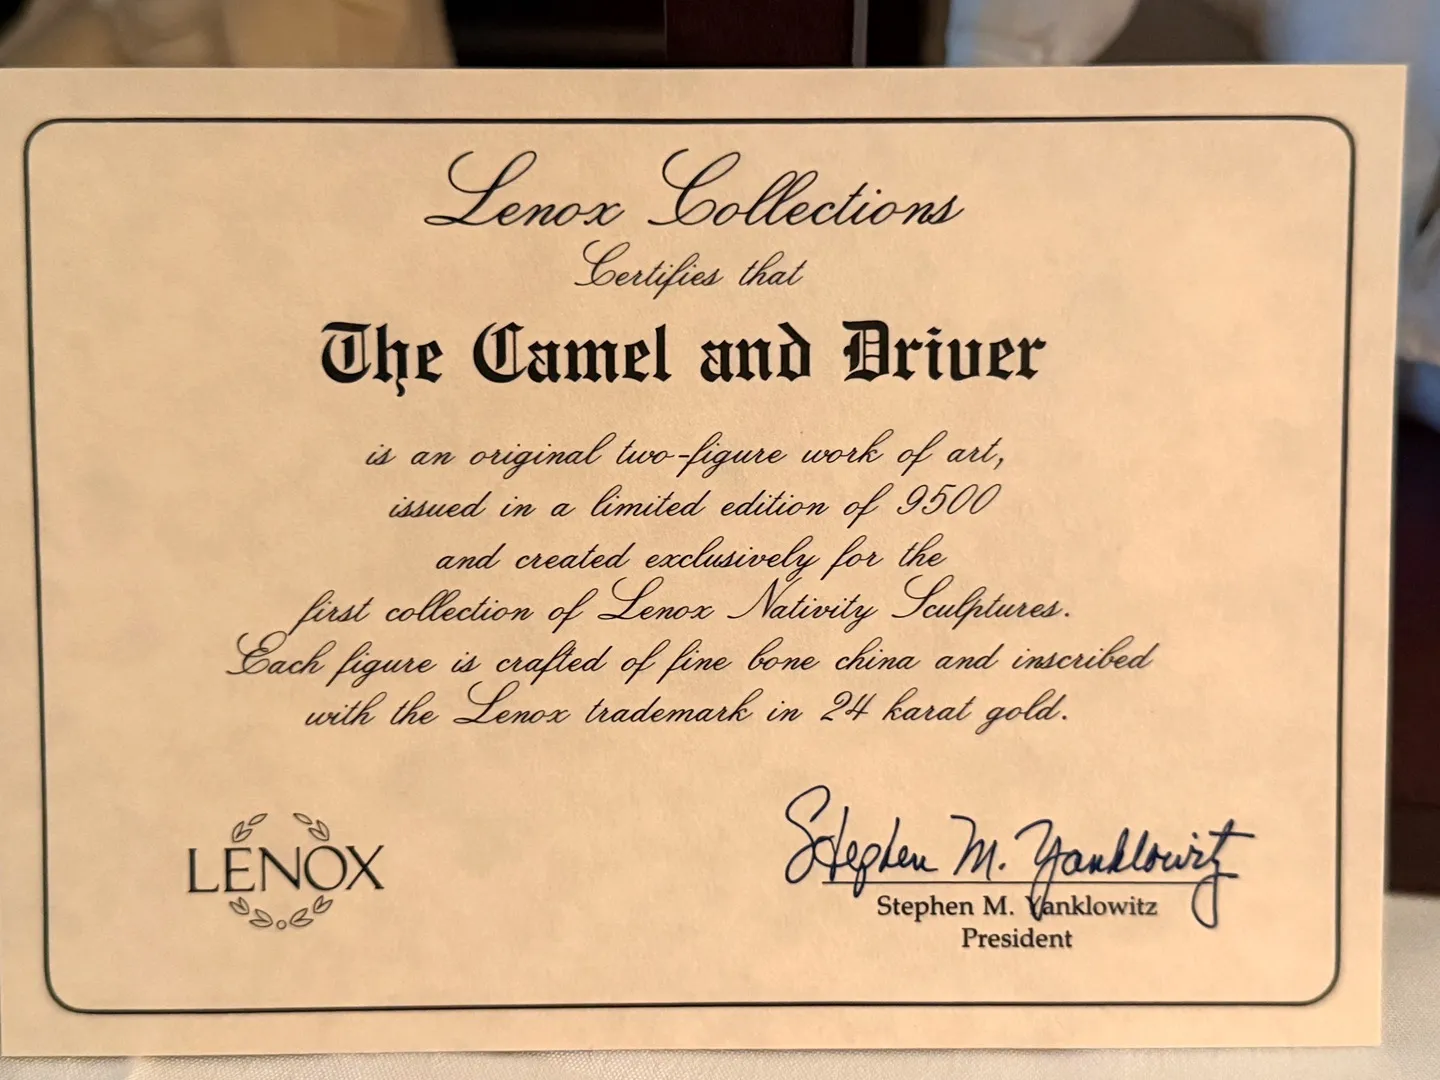 Lenox Collections
Certifies that
The Camel and Driver
is an original two-figure work of art,
issued in a limited edition of 9500
and created exclusively for the
first collection of Lenox Nativity Sculptures.
Each figure is crafted of fine bone china and inscribed
with the Lenox trademark in 24 karat gold.
LENOX
Stephen M. Yanklowitz
Stephen M. Yanklowitz
President